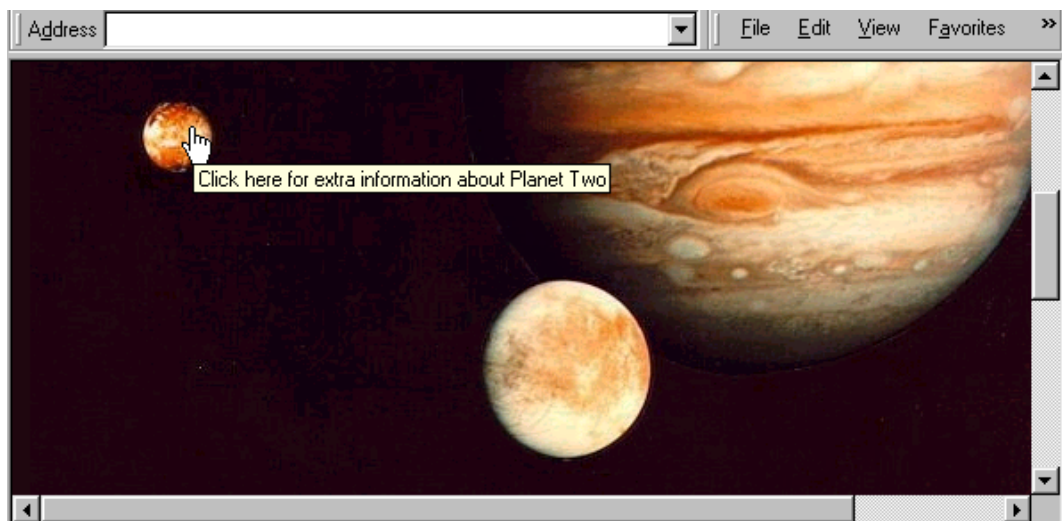 Address File Edit View Favorites »
Click here for extra information about Planet Two